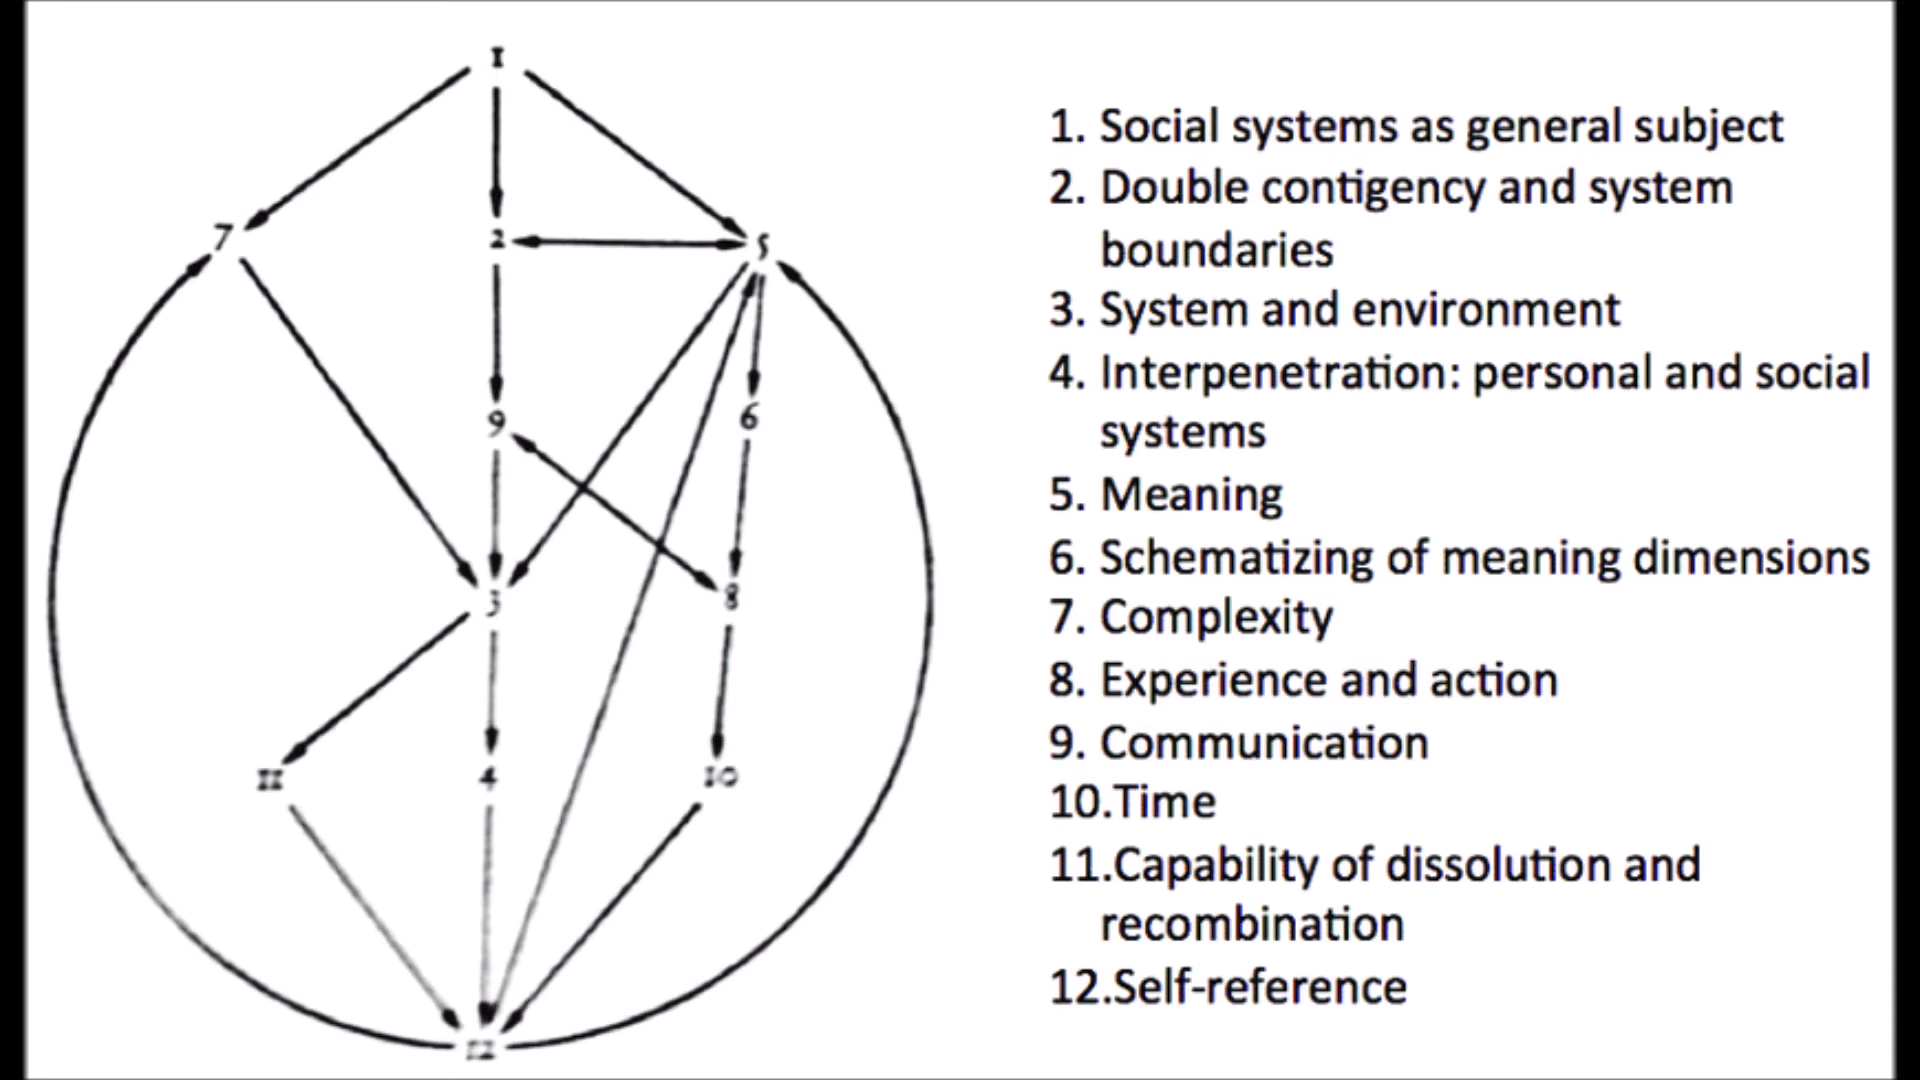 1
7
2
5
9
6
3
8
11
4
10
12
1. Social systems as general subject
2. Double contigency and system
boundaries
3. System and environment
4. Interpenetration: personal and social
systems
5. Meaning
6. Schematizing of meaning dimensions
7. Complexity
8. Experience and action
9. Communication
10.Time
11.Capability of dissolution and
recombination
12.Self-reference